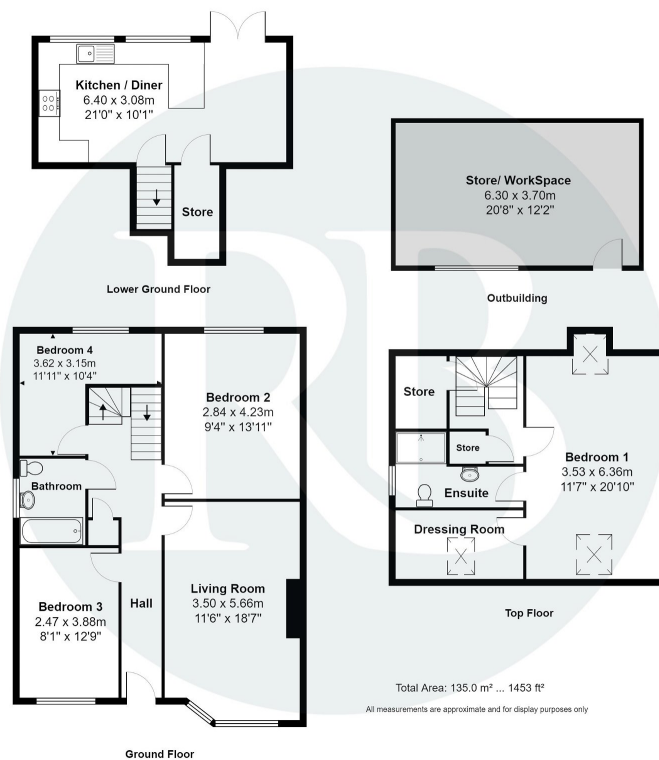 Kitchen / Diner
6.40 x 3.08m
21'0" x 10'1"
Store
Lower Ground Floor
Store/ WorkSpace
6.30 x 3.70m
20'8" x 12'2"
Outbuilding
Bedroom 4
3.62 x 3.15m
11'11" x 10'4"
Bedroom 2
2.84 x 4.23m
9'4" x 13'11"
Bathroom
Bedroom 3
2.47 x 3.88m
8'1" x 12'9"
Hall
Living Room
3.50 x 5.66m
11'6" x 18'7"
Ground Floor
Store
Store
Bedroom 1
3.53 x 6.36m
11'7" x 20'10"
Ensuite
Dressing Room
Top Floor
Total Area: 135.0 m² ... 1453 ft²
All measurements are approximate and for display purposes only
RB